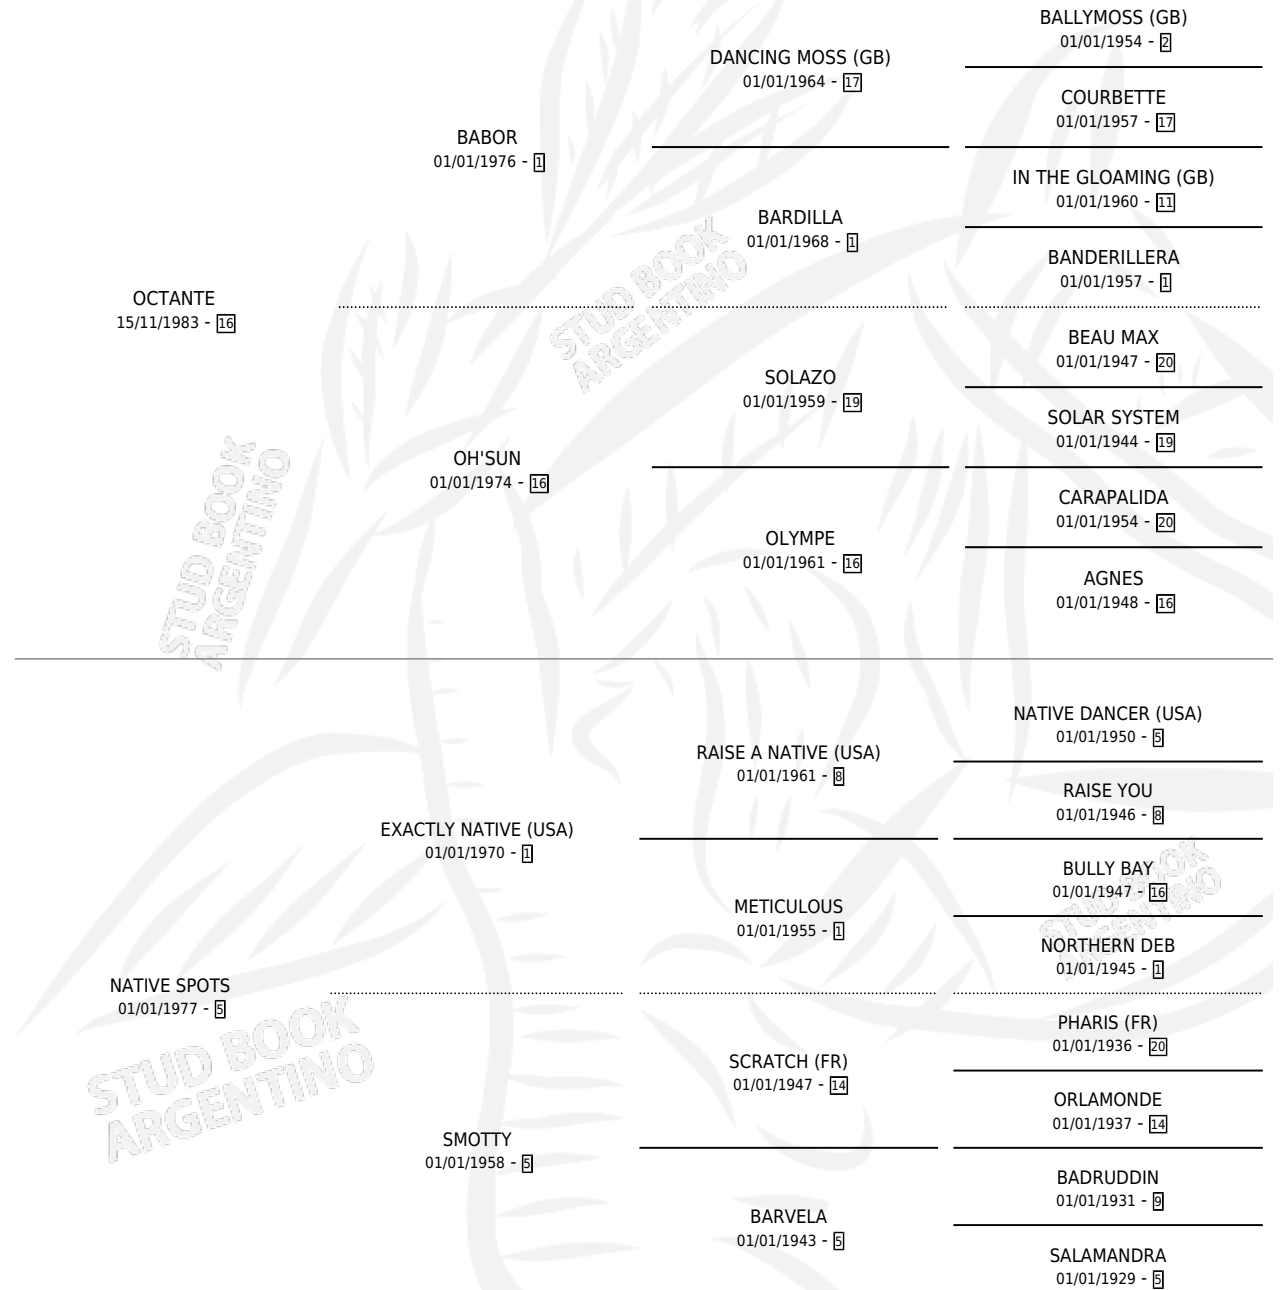 BALLYMOSS (GB)
01/01/1954 - 2
DANCING MOSS (GB)
01/01/1964 - 17
COURBETTE
01/01/1957 - 17
BABOR
01/01/1976 - 1
IN THE GLOAMING (GB)
01/01/1960 - 11
BARDILLA
01/01/1968 - 1
BANDERILLERA
01/01/1957 - 1
OCTANTE
15/11/1983 - 16
BEAU MAX
01/01/1947 - 20
SOLAZO
01/01/1959 - 19
SOLAR SYSTEM
01/01/1944 - 19
OH'SUN
01/01/1974 - 16
CARAPALIDA
01/01/1954 - 20
OLYMPE
01/01/1961 - 16
AGNES
01/01/1948 - 16
NATIVE DANCER (USA)
01/01/1950 - 5
RAISE A NATIVE (USA)
01/01/1961 - 8
RAISE YOU
01/01/1946 - 8
EXACTLY NATIVE (USA)
01/01/1970 - 1
BULLY BAY
01/01/1947 - 16
METICULOUS
01/01/1955 - 1
NORTHERN DEB
01/01/1945 - 1
NATIVE SPOTS
01/01/1977 - 5
PHARIS (FR)
01/01/1936 - 20
SCRATCH (FR)
01/01/1947 - 14
ORLAMONDE
01/01/1937 - 14
SMOTTY
01/01/1958 - 5
BADRUDDIN
01/01/1931 - 9
BARVELA
01/01/1943 - 5
SALAMANDRA
01/01/1929 - 5
STUD BOOK
ARGENTINO
STUD BOOK
ARGENTINO
STUD BOOK
ARGENTINO
STUD BOOK
ARGENTINO